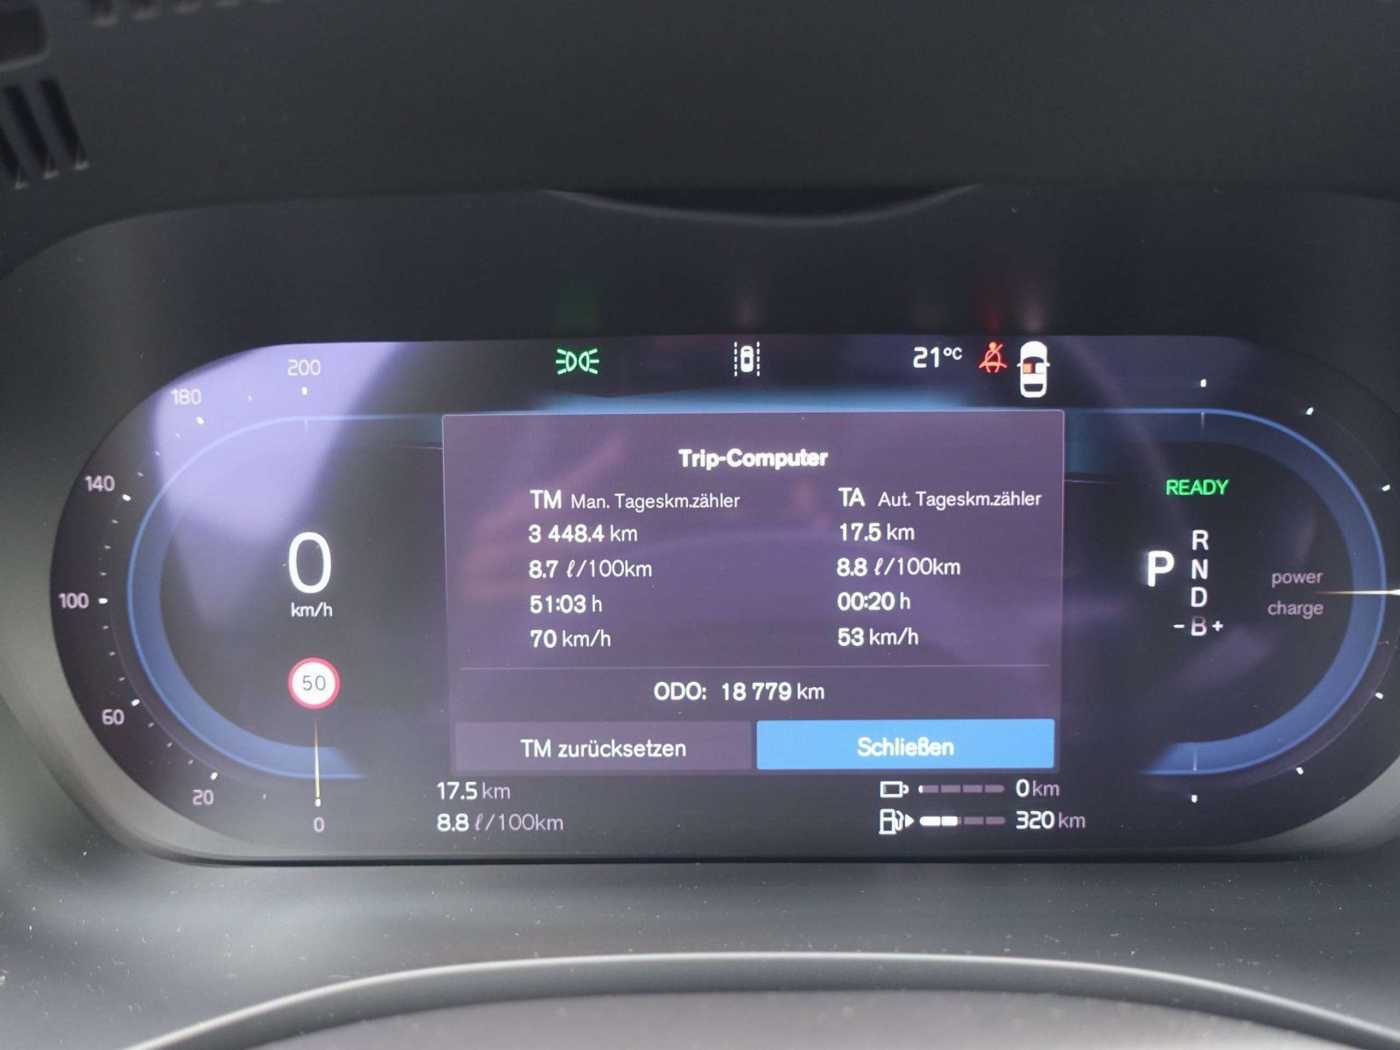 21°C
200
180
140
100
60
20
0
0
km/h
50
Trip-Computer
TM Man. Tageskm.zähler
3 448.4 km
8.7 ℓ/100km
51:03 h
70 km/h
TA Aut. Tageskm.zähler
17.5 km
8.8 ℓ/100km
00:20 h
53 km/h
ODO: 18 779 km
TM zurücksetzen
Schließen
17.5 km
8.8 ℓ/100km
0 km
320 km
READY
P
R
N
D
- B +
power
charge